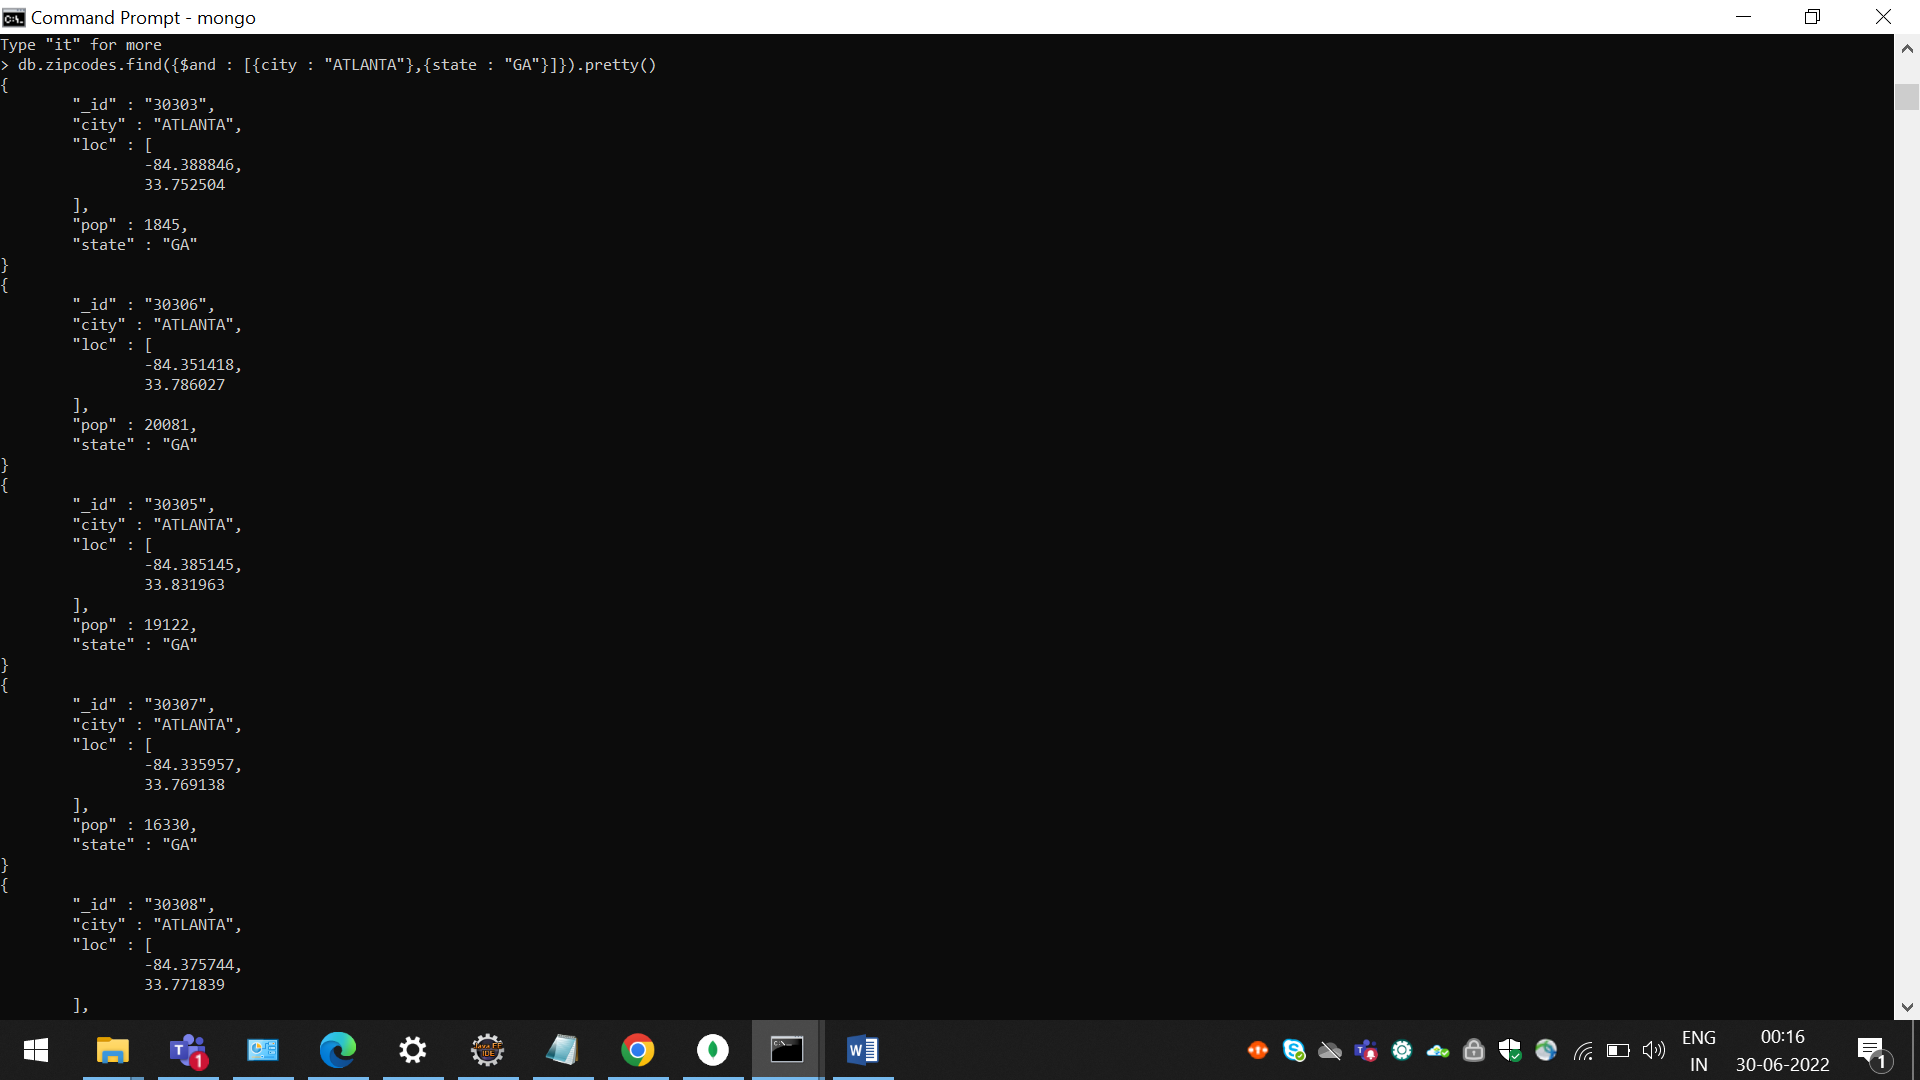 Command Prompt - mongo
Type "it" for more
> db.zipcodes.find({$and : [{city : "ATLANTA"},{state : "GA"}]}).pretty()
{
        "_id" : "30303",
        "city" : "ATLANTA",
        "loc" : [
                -84.388846,
                33.752504
        ],
        "pop" : 1845,
        "state" : "GA"
}
{
        "_id" : "30306",
        "city" : "ATLANTA",
        "loc" : [
                -84.351418,
                33.786027
        ],
        "pop" : 20081,
        "state" : "GA"
}
{
        "_id" : "30305",
        "city" : "ATLANTA",
        "loc" : [
                -84.385145,
                33.831963
        ],
        "pop" : 19122,
        "state" : "GA"
}
{
        "_id" : "30307",
        "city" : "ATLANTA",
        "loc" : [
                -84.335957,
                33.769138
        ],
        "pop" : 16330,
        "state" : "GA"
}
{
        "_id" : "30308",
        "city" : "ATLANTA",
        "loc" : [
                -84.375744,
                33.771839
        ],
ENG
IN
00:16
30-06-2022
1